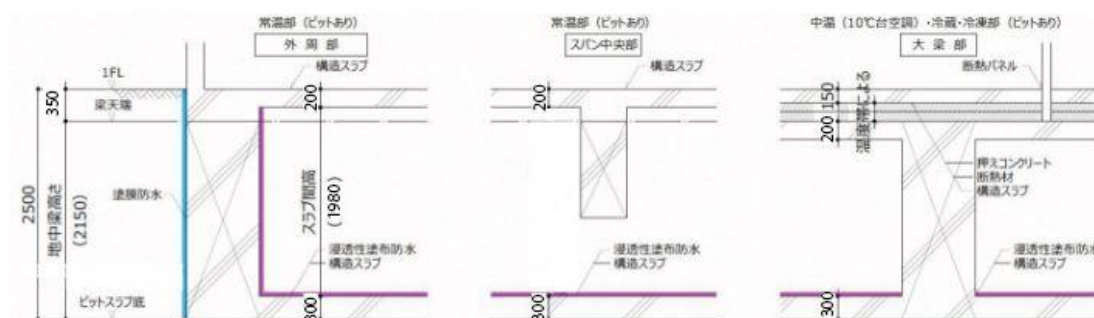 常温部（ピットあり）
外 周 部
構造スラブ
1FL
梁天端
350
200
2500
地中梁高さ
（2150）
塗膜防水
スラブ間高
（1980）
浸透性塗布防水
構造スラブ
ピットスラブ底
300
常温部（ピットあり）
スパン中央部
構造スラブ
200
浸透性塗布防水
構造スラブ
300
中温（10℃台空調）・冷蔵・冷凍部（ピットあり）
大 梁 部
断熱パネル
150
200
温度帯による
押えコンクリート
断熱材
構造スラブ
浸透性塗布防水
構造スラブ
300